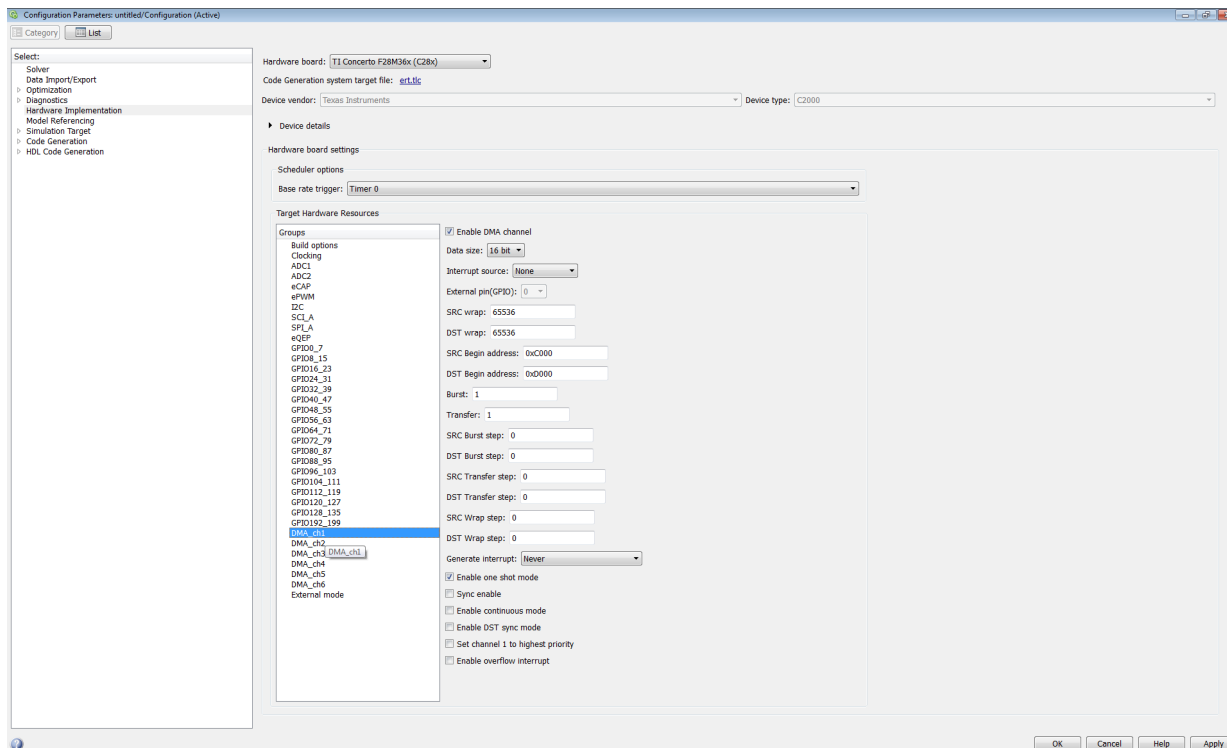 Configuration Parameters: untitled/Configuration (Active)
Category List
Select:
Solver
Data Import/Export
Optimization
Diagnostics
Hardware Implementation
Model Referencing
Simulation Target
Code Generation
HDL Code Generation
Hardware board: TI Concerto F28M36x (C28x)
Code Generation system target file: ert.tlc
Device vendor: Texas Instruments Device type: C2000
Device details
Hardware board settings
Scheduler options
Base rate trigger: Timer 0
Target Hardware Resources
Groups
Build options
Clocking
ADC1
ADC2
eCAP
ePWM
I2C
SCI_A
SPI_A
eQEP
GPIO0_7
GPIO8_15
GPIO16_23
GPIO24_31
GPIO32_39
GPIO40_47
GPIO48_55
GPIO56_63
GPIO64_71
GPIO72_79
GPIO80_87
GPIO88_95
GPIO96_103
GPIO104_111
GPIO112_119
GPIO120_127
GPIO128_135
GPIO192_199
DMA_ch1
DMA_ch2
DMA_ch3 DMA_ch1
DMA_ch4
DMA_ch5
DMA_ch6
External mode
Enable DMA channel
Data size: 16 bit
Interrupt source: None
External pin(GPIO): 0
SRC wrap: 65536
DST wrap: 65536
SRC Begin address: 0xC000
DST Begin address: 0xD000
Burst: 1
Transfer: 1
SRC Burst step: 0
DST Burst step: 0
SRC Transfer step: 0
DST Transfer step: 0
SRC Wrap step: 0
DST Wrap step: 0
Generate interrupt: Never
Enable one shot mode
Sync enable
Enable continuous mode
Enable DST sync mode
Set channel 1 to highest priority
Enable overflow interrupt
OK Cancel Help Apply